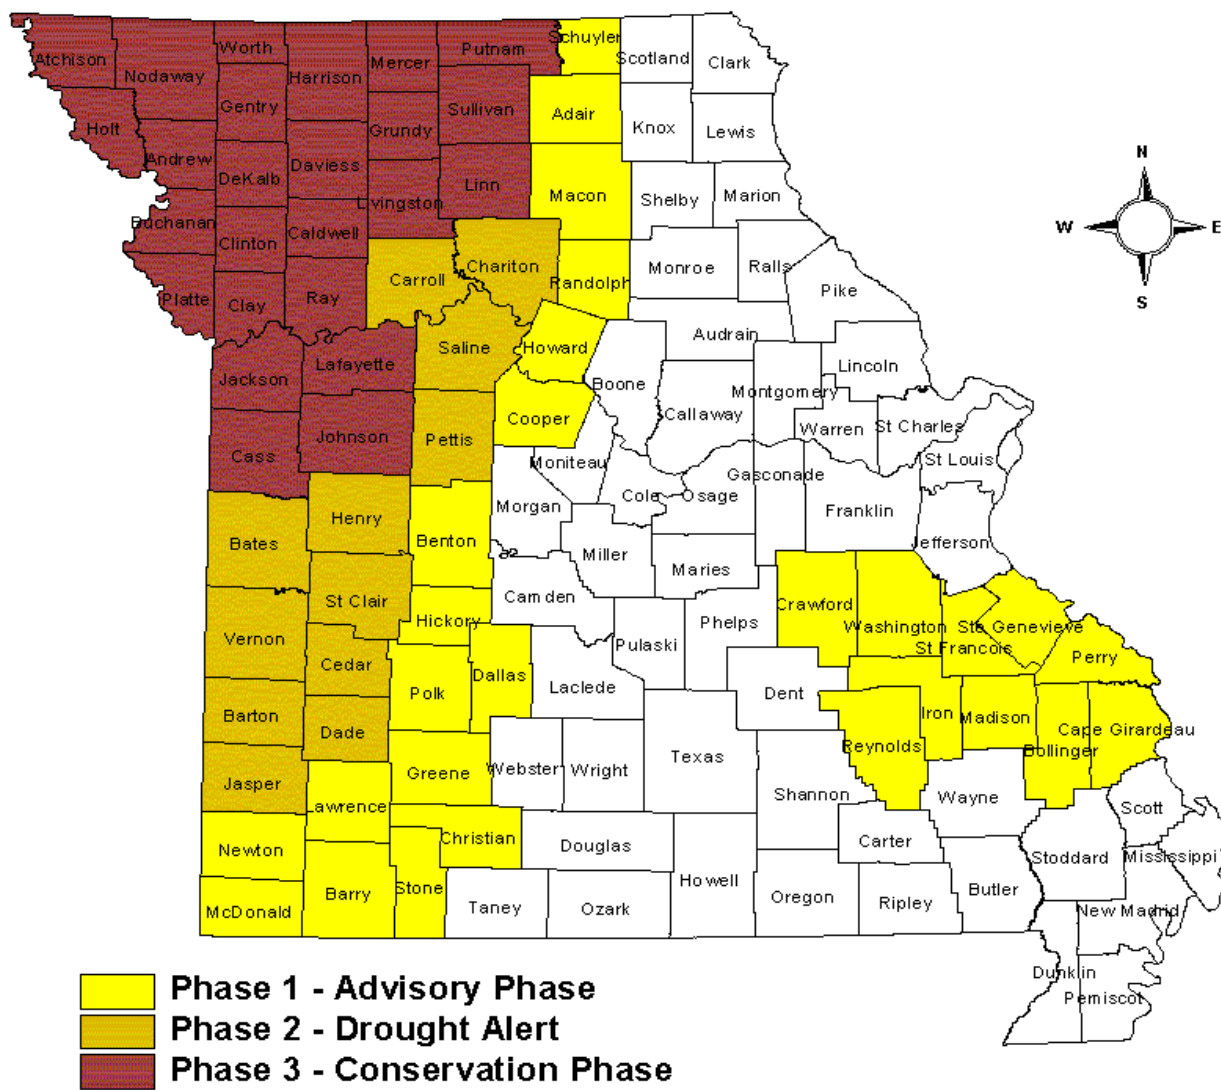 Schuyler
Scotland
Clark
Atchison
Nodaway
Worth
Harrison
Mercer
Putnam
Gentry
Sullivan
Adair
Knox
Lewis
Holt
Grundy
Andrew
DeKalb
Daviess
Linn
Macon
Shelby
Marion
Livingston
Buchanan
Clinton
Caldwell
Chariton
Carroll
Randolph
Monroe
Ralls
Pike
Platte
Clay
Ray
Saline
Howard
Audrain
Lincoln
Jackson
Lafayette
Boone
Montgomery
Callaway
Cooper
Warren
St Charles
Cass
Johnson
Pettis
Moniteau
St Louis
Gasconade
Cole
Osage
Morgan
Franklin
Henry
Bates
Benton
Miller
Jefferson
Maries
St Clair
Camden
Crawford
Hickory
Phelps
Washington
Ste Genevieve
Vernon
Pulaski
St Francois
Perry
Cedar
Dallas
Polk
Laclede
Dent
Barton
Dade
Iron
Madison
Cape Girardeau
Reynolds
Bollinger
Texas
Greene
Webster
Wright
Jasper
Shannon
Wayne
Lawrence
Scott
Christian
Douglas
Carter
Newton
Stoddard
Mississippi
Howell
Barry
Stone
Butler
Oregon
Ripley
McDonald
Taney
Ozark
New Madrid
Dunklin
Pemiscot
N
W E
S
Phase 1 - Advisory Phase
Phase 2 - Drought Alert
Phase 3 - Conservation Phase